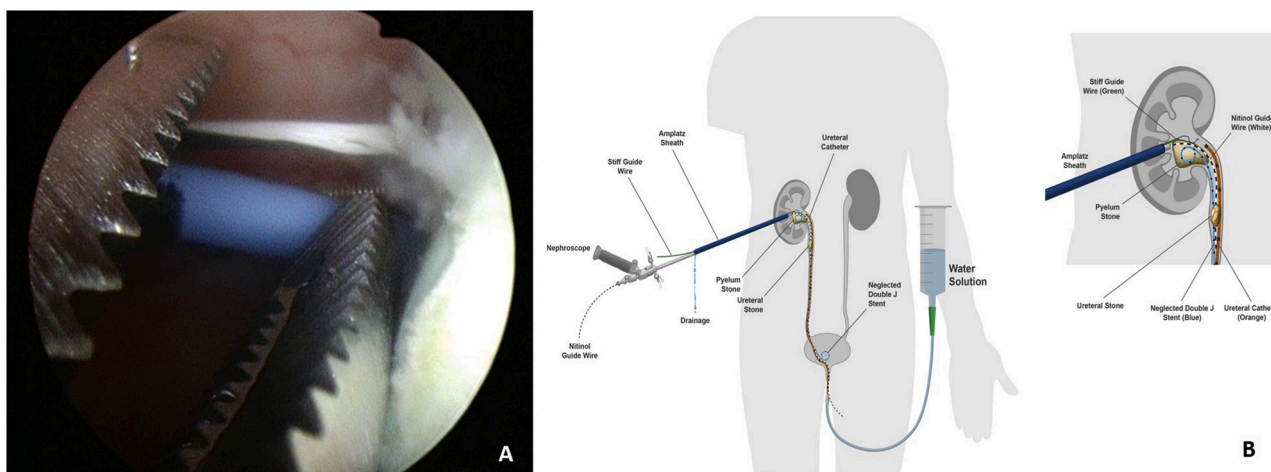 A
Amplatz
Sheath
Stiff Guide
Wire
Ureteral
Catheter
Nephroscope
Pyelum
Stone
Ureteral
Stone
Drainage
Nitinol
Guide Wire
Neglected
Double J
Stent
Water
Solution
Stiff Guide
Wire (Green)
Nitinol Guide
Wire (White)
Amplatz
Sheath
Pyelum
Stone
Ureteral Stone
Neglected Double J
Stent (Blue)
Ureteral Cathe
(Orange)
B